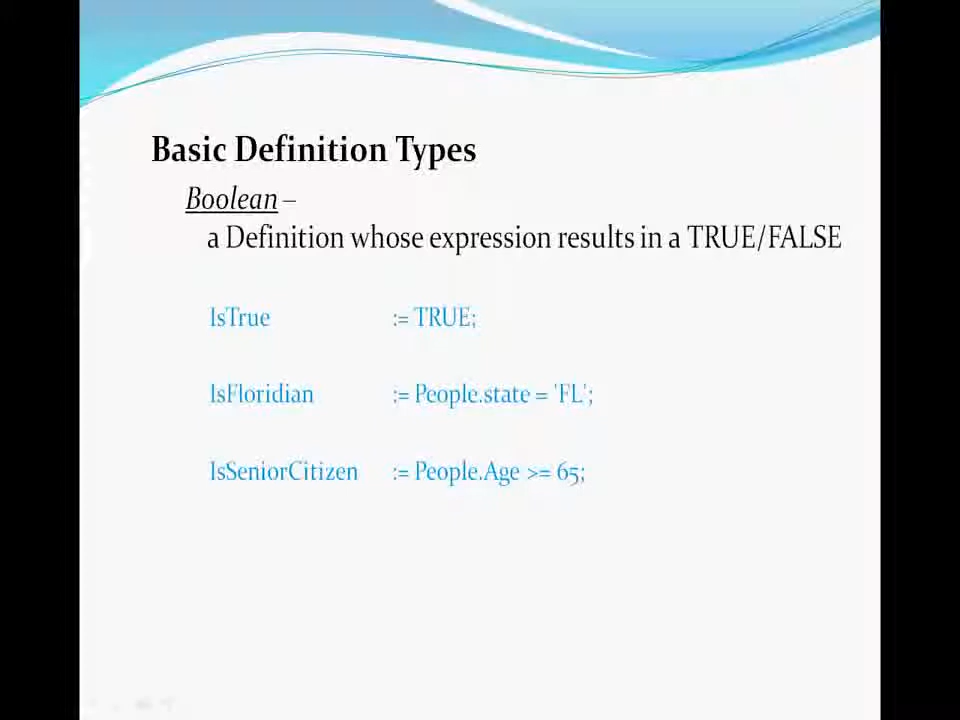 Basic Definition Types
Boolean –
a Definition whose expression results in a TRUE/FALSE
IsTrue := TRUE;
IsFloridian := People.state = 'FL';
IsSeniorCitizen := People.Age >= 65;